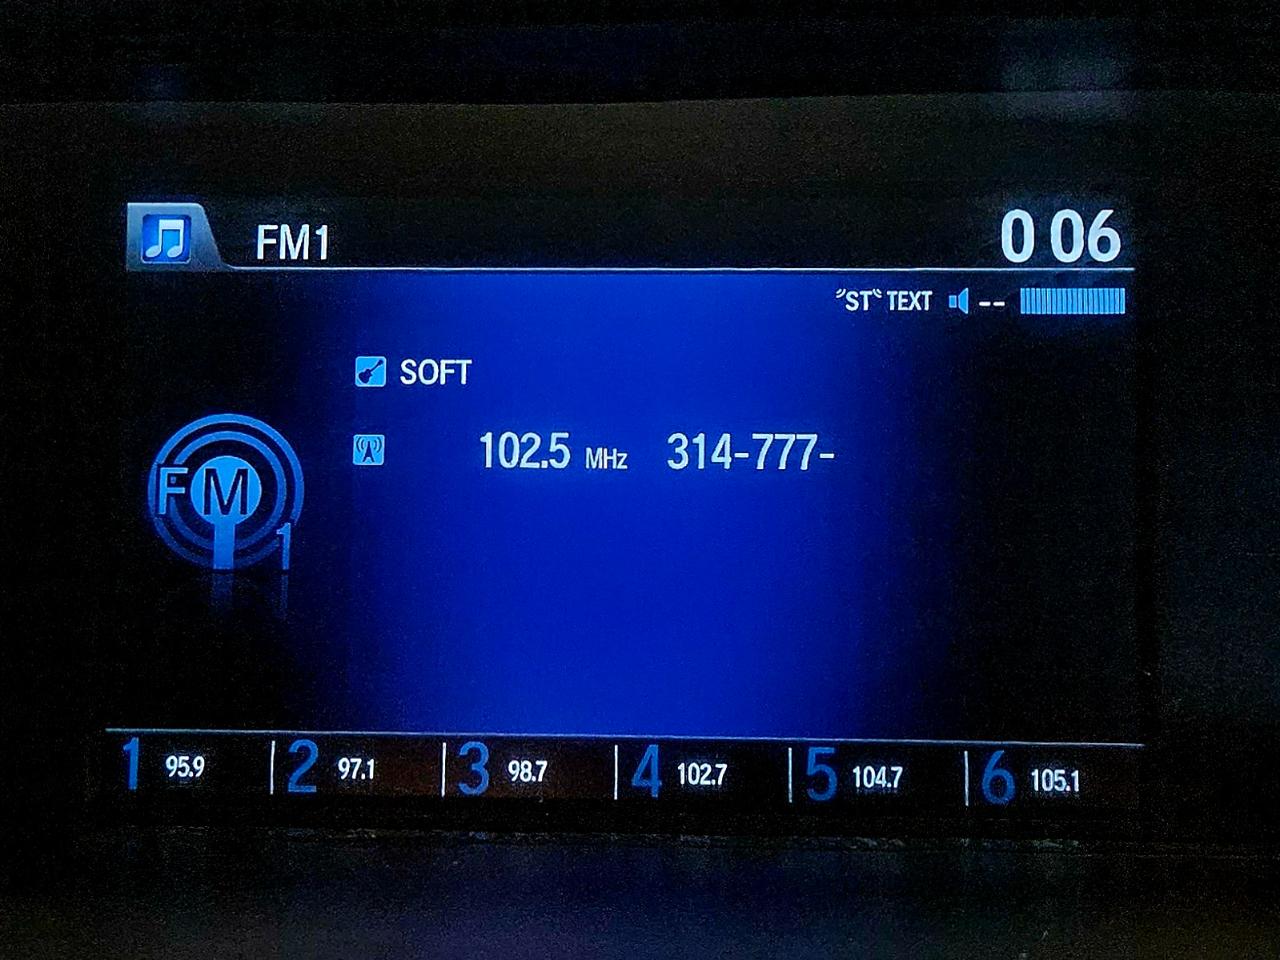 FM1 0 06
ST TEXT --
SOFT
102.5 MHz 314-777-
FM 1
1 95.9 2 97.1 3 98.7 4 102.7 5 104.7 6 105.1